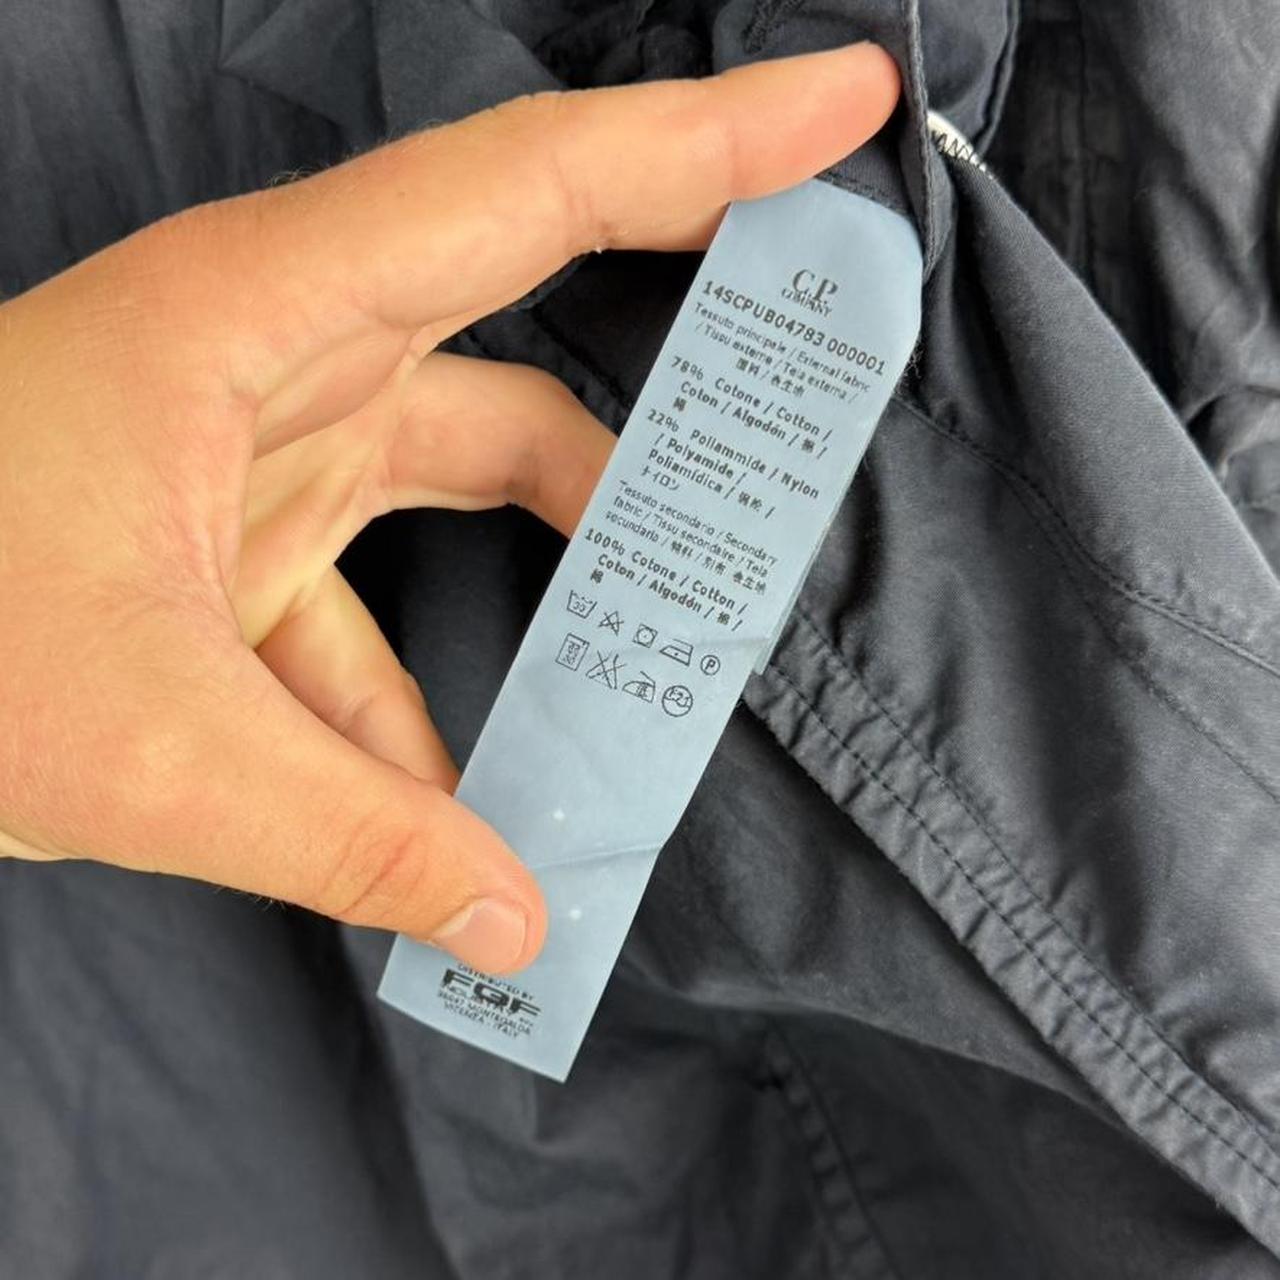 C.P.
COMPANY
14SCPUB04783 000001
Tessuto principale / External fabric
/ Tissu externe / Tela externa /
面料 / 表生地
78% Cotone / Cotton /
Coton / Algodón / 棉 /
綿
22% Poliammide / Nylon
/ Polyamide /
Poliamídica / 锦纶 /
ナイロン
Tessuto secondario / Secondary
fabric / Tissu secondaire / Tela
secundaria / 辅料 / 別布 表生地
100% Cotone / Cotton /
Coton / Algodón / 棉 /
綿
30
P
DISTRIBUTED BY
FGF
INDUSTRY
36047 MONTEGALDA
VICENZA - ITALY